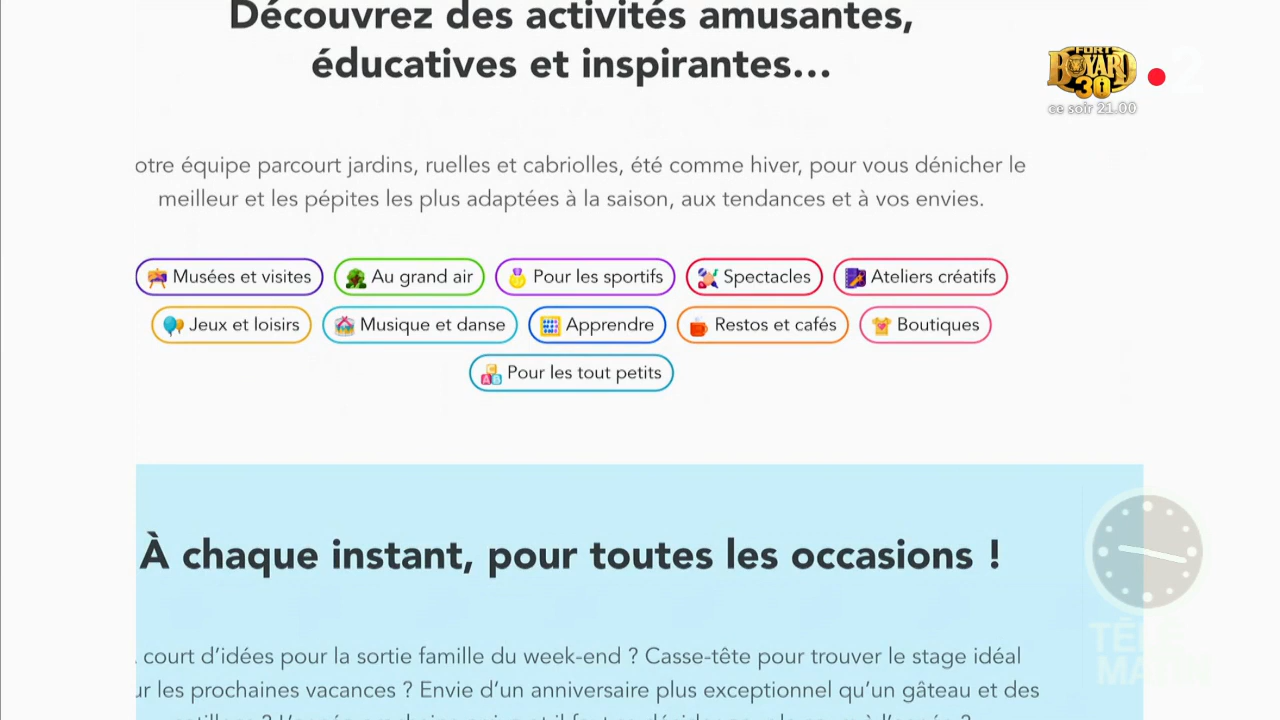 Découvrez des activités amusantes,
éducatives et inspirantes...
FORT
BOYARD
30
2
ce soir 21.00
otre équipe parcourt jardins, ruelles et cabriolles, été comme hiver, pour vous dénicher le
meilleur et les pépites les plus adaptées à la saison, aux tendances et à vos envies.
Musées et visites Au grand air Pour les sportifs Spectacles Ateliers créatifs
Jeux et loisirs Musique et danse Apprendre Restos et cafés Boutiques
Pour les tout petits
À chaque instant, pour toutes les occasions !
court d'idées pour la sortie famille du week-end ? Casse-tête pour trouver le stage idéal
ur les prochaines vacances ? Envie d'un anniversaire plus exceptionnel qu'un gâteau et des